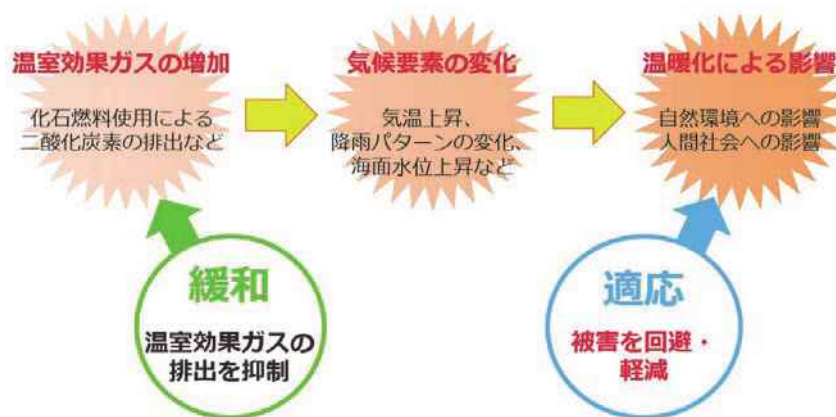 温室効果ガスの増加
化石燃料使用による
二酸化炭素の排出など
気候要素の変化
気温上昇、
降雨パターンの変化、
海面水位上昇など
温暖化による影響
自然環境への影響
人間社会への影響
緩和
温室効果ガスの
排出を抑制
適応
被害を回避・
軽減